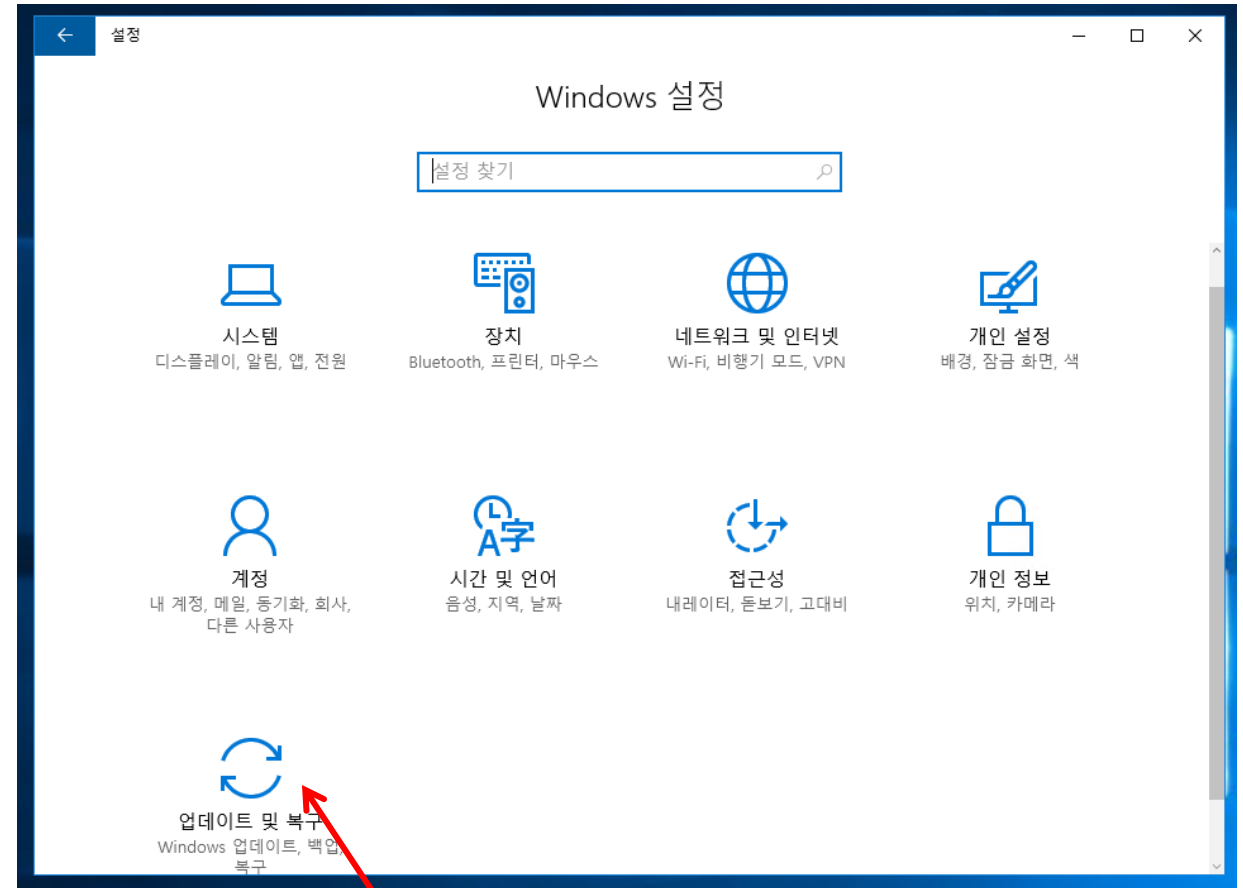 설정
Windows 설정
설정 찾기
시스템
디스플레이, 알림, 앱, 전원
장치
Bluetooth, 프린터, 마우스
네트워크 및 인터넷
Wi-Fi, 비행기 모드, VPN
개인 설정
배경, 잠금 화면, 색
계정
내 계정, 메일, 동기화, 회사,
다른 사용자
시간 및 언어
음성, 지역, 날짜
접근성
내레이터, 돋보기, 고대비
개인 정보
위치, 카메라
업데이트 및 복구
Windows 업데이트, 백업,
복구